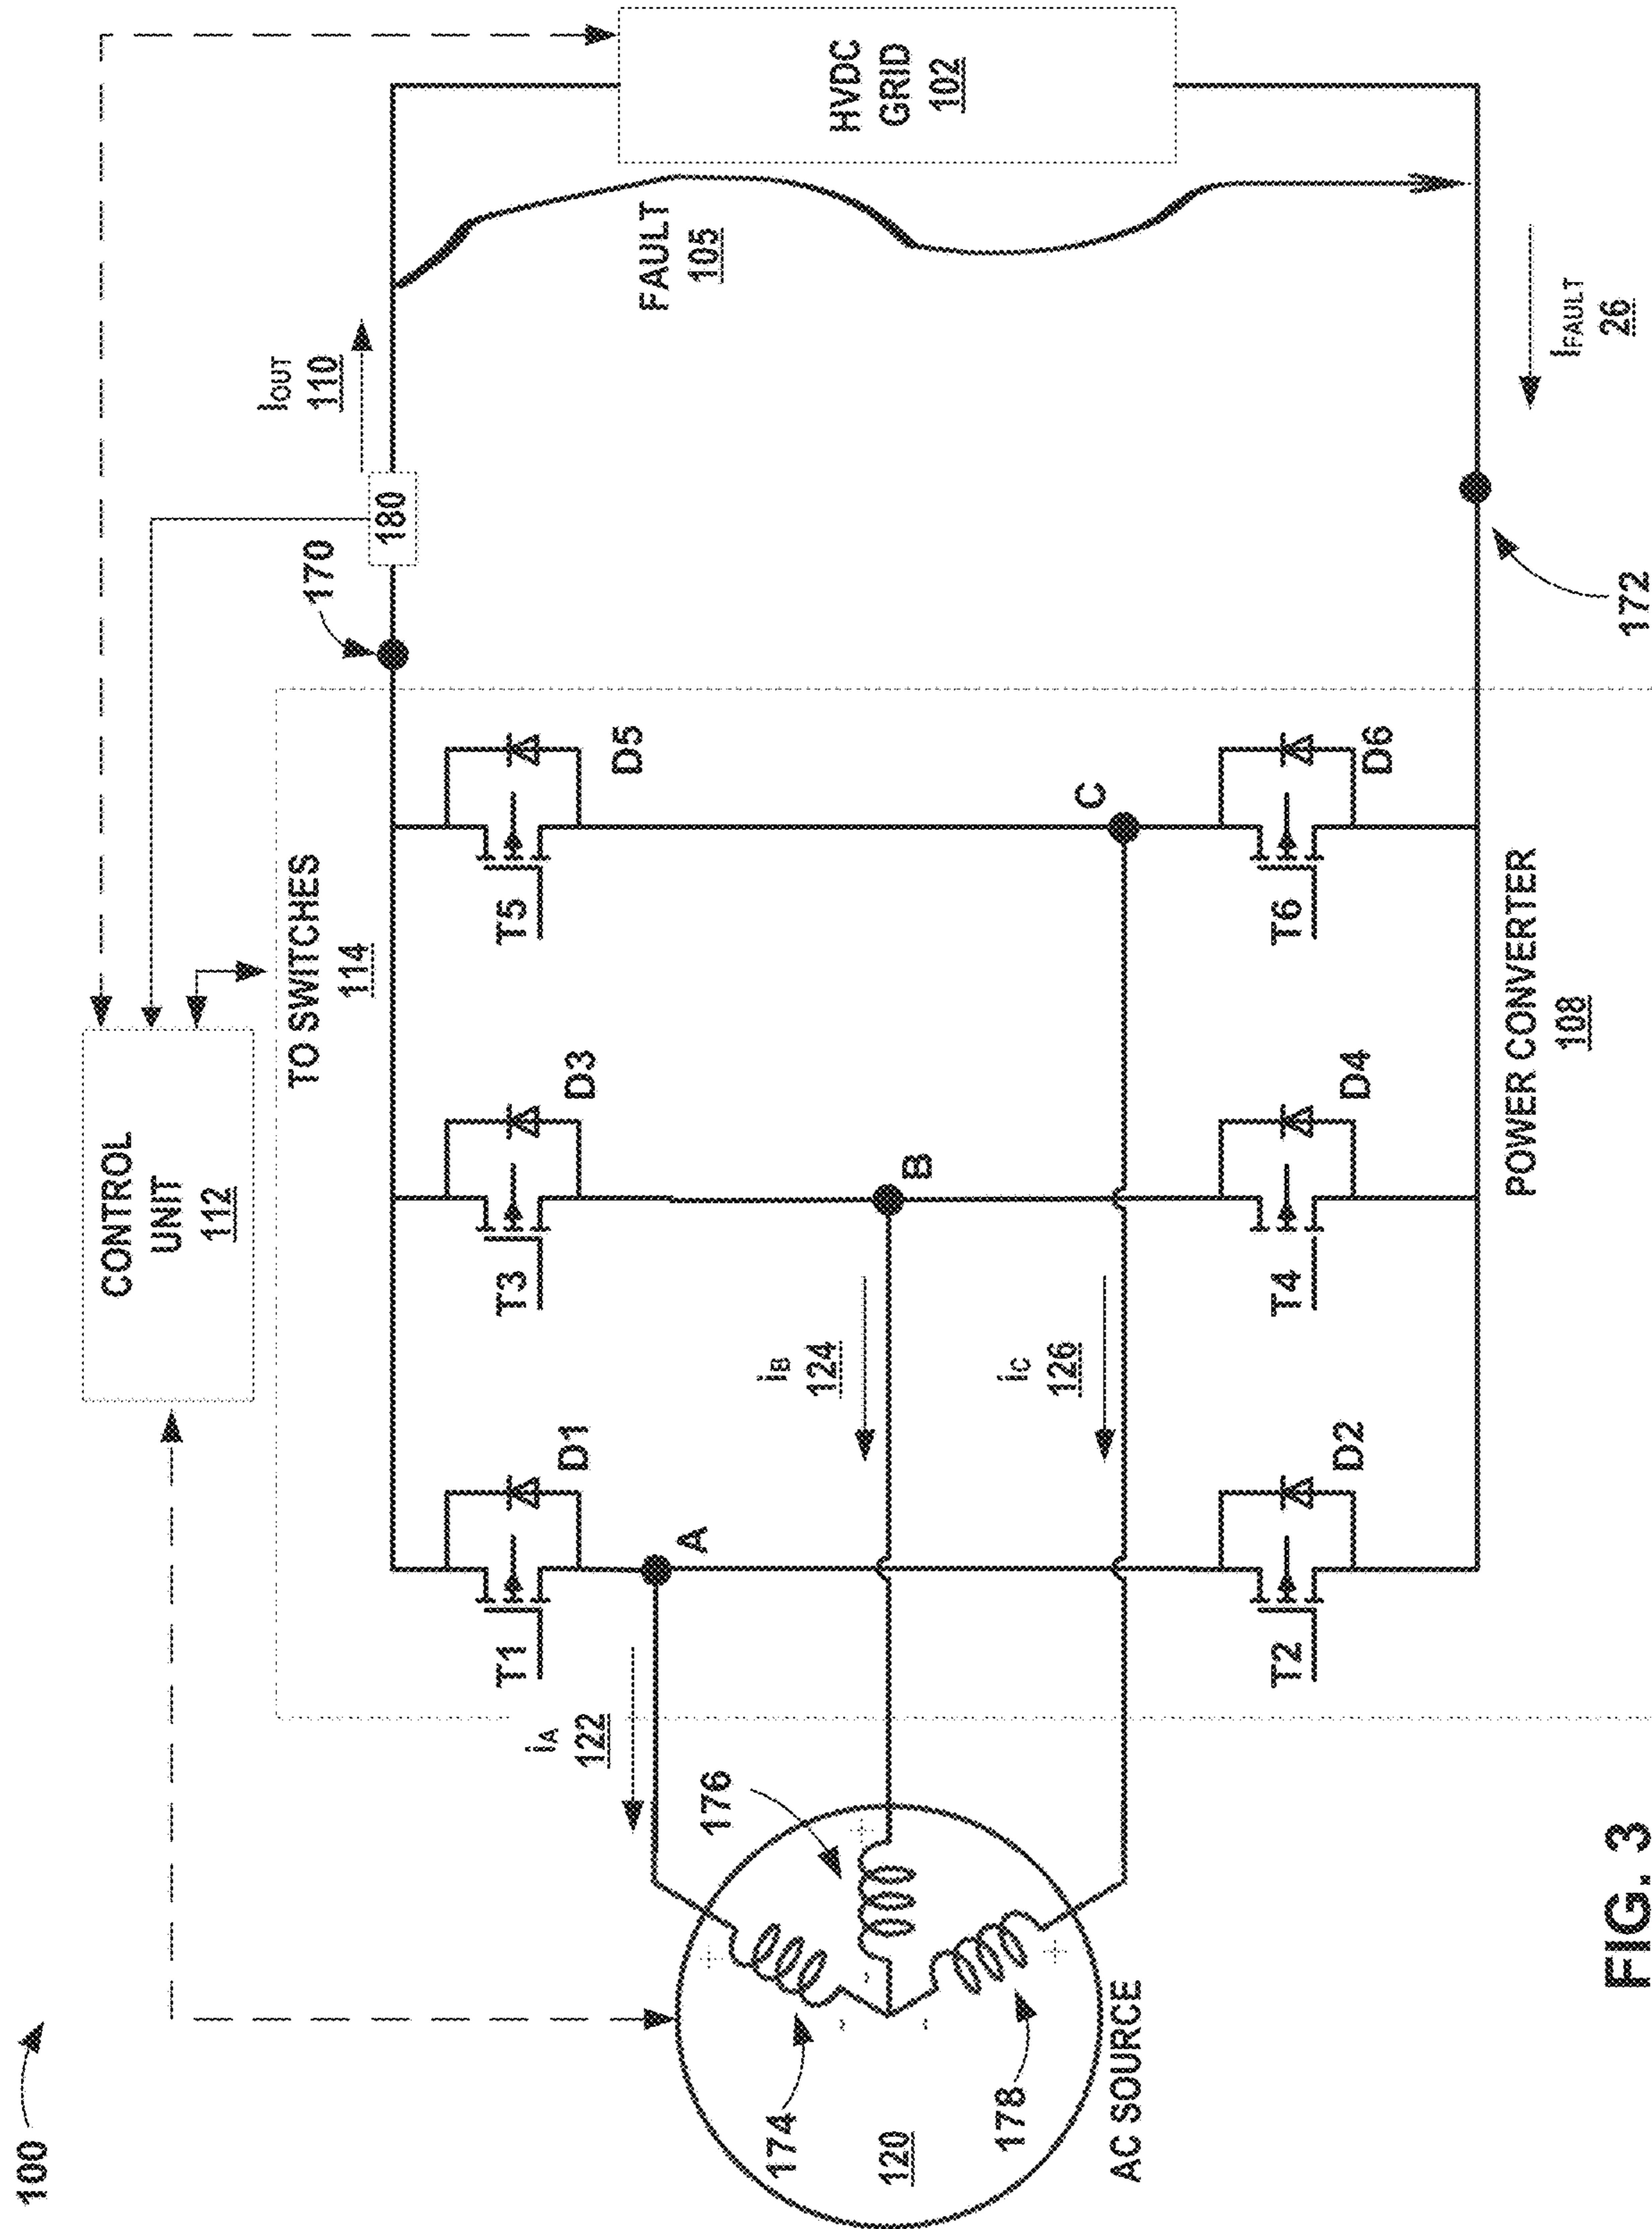 100
CONTROL
UNIT
112
TO SWITCHES
114
170
180
IOUT
110
HVDC
GRID
102
FAULT
105
IFAULT
26
172
T1
D1
T3
D3
T5
D5
A
B
C
iA
122
iB
124
iC
126
T2
D2
T4
D4
T6
D6
174
176
178
120
AC SOURCE
POWER CONVERTER
108
FIG. 3